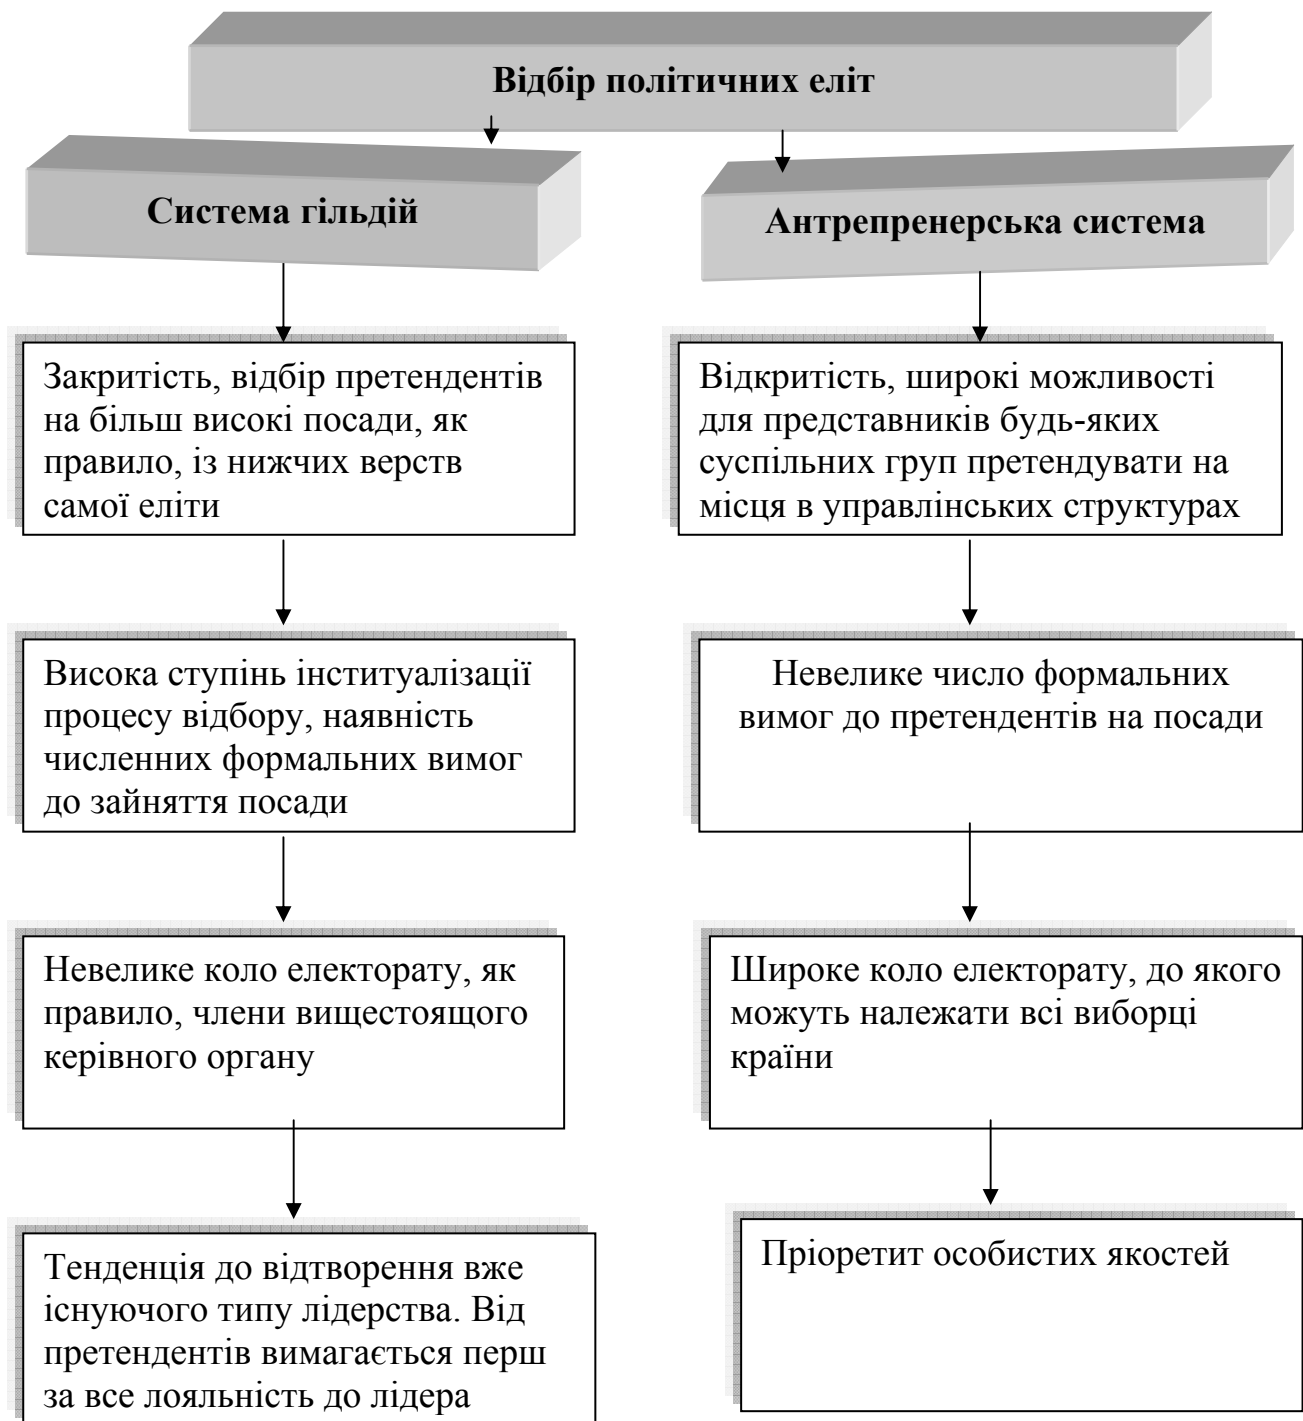 Відбір політичних еліт
Система гільдій
Антрепренерська система
Закритість, відбір претендентів
на більш високі посади, як
правило, із нижчих верств
самої еліти
Відкритість, широкі можливості
для представників будь-яких
суспільних груп претендувати на
місця в управлінських структурах
Висока ступінь інституалізації
процесу відбору, наявність
численних формальних вимог
до зайняття посади
Невелике число формальних
вимог до претендентів на посади
Невелике коло електорату, як
правило, члени вищестоящого
керівного органу
Широке коло електорату, до якого
можуть належати всі виборці
країни
Тенденція до відтворення вже
існуючого типу лідерства. Від
претендентів вимагається перш
за все лояльність до лідера
Пріоретит особистих якостей